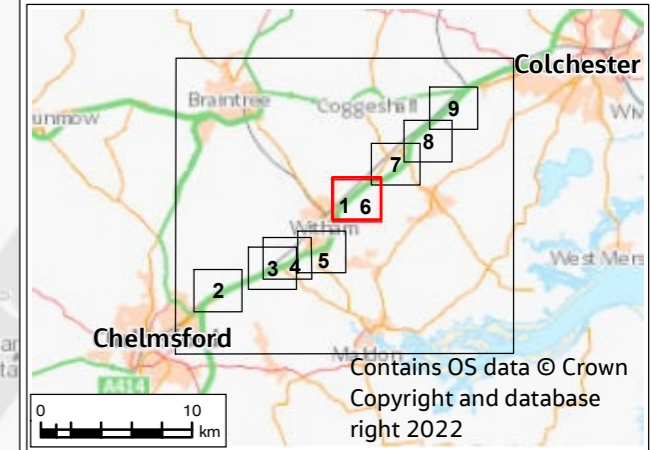 Colchester
Braintree
Coggeshall
unmow
9
8
7
1 6
Witham
5
4
3
2
West Mers
Chelmsford
Maldon
A414
Contains OS data © Crown
Copyright and database
right 2022
0 10
km